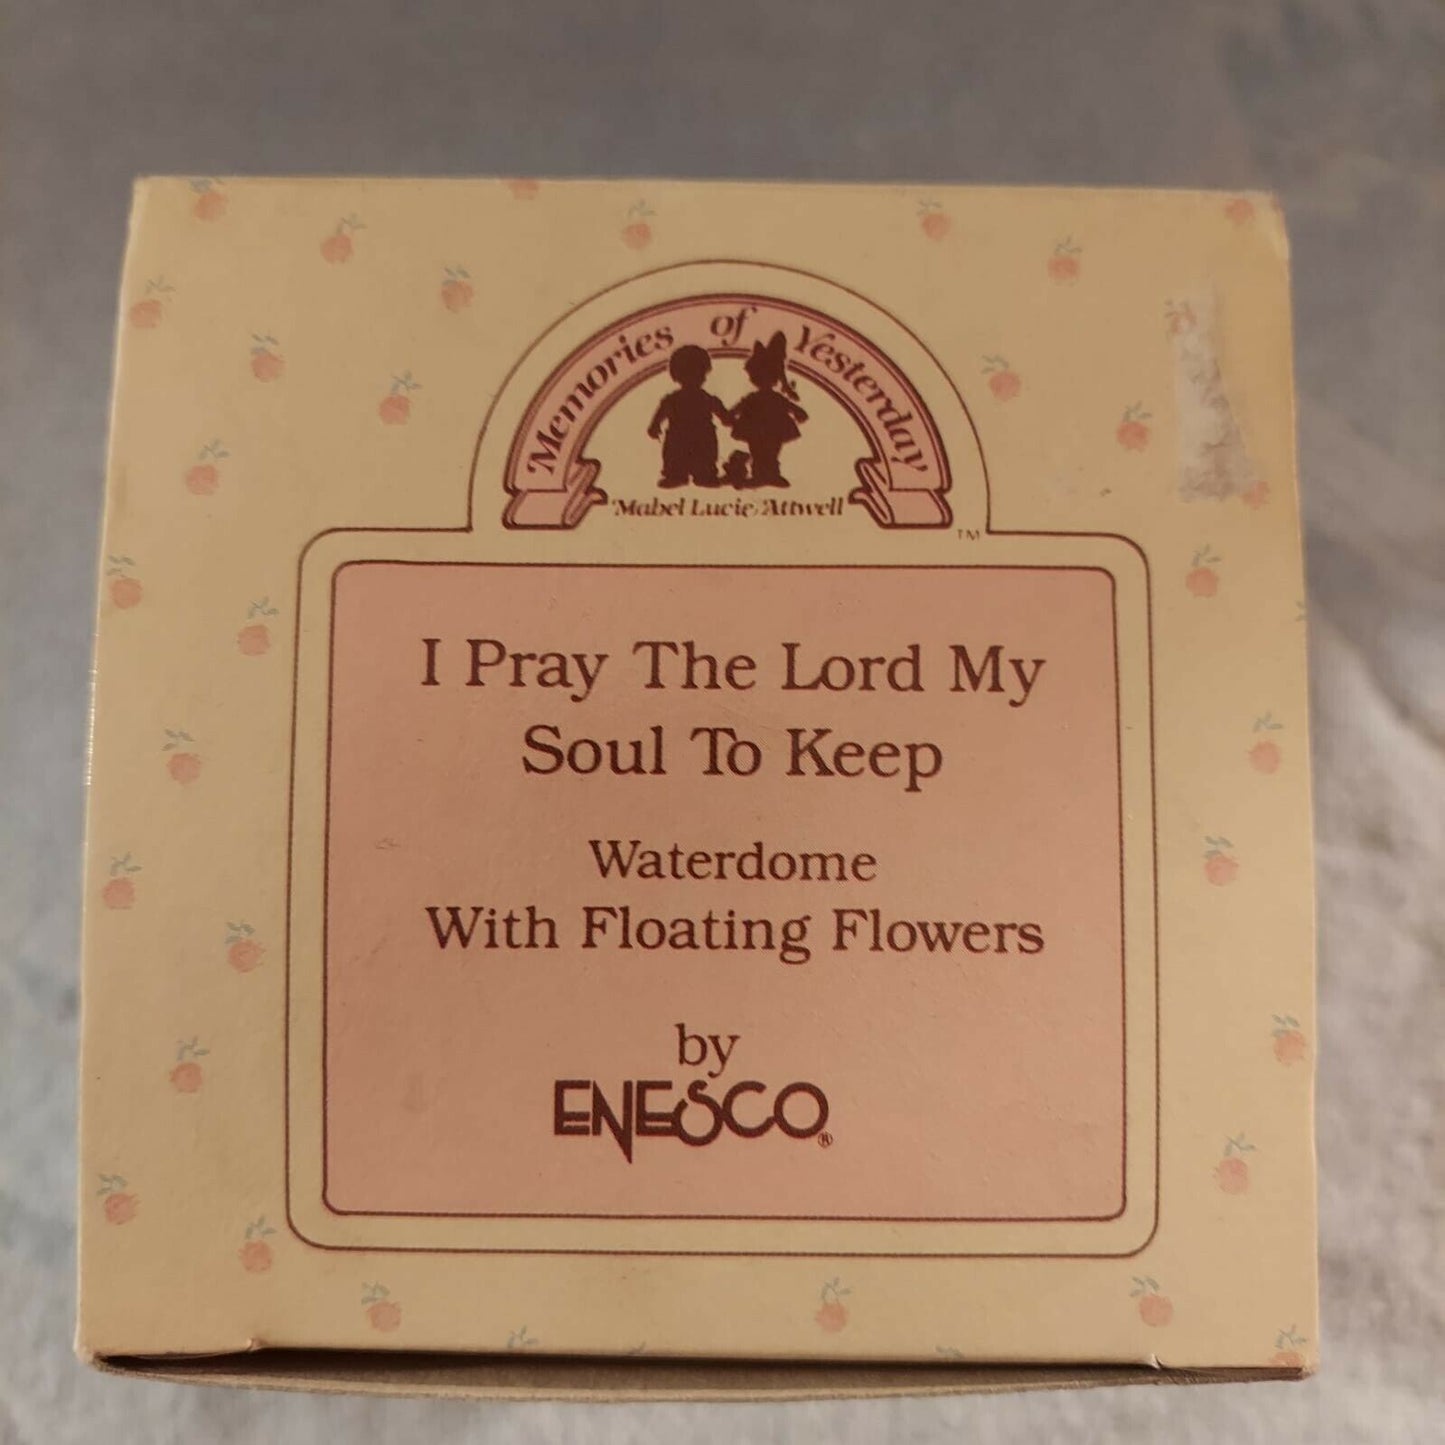 Memories of Yesterday
Mabel Lucie Attwell
TM
I Pray The Lord My
Soul To Keep
Waterdome
With Floating Flowers
by
ENESCO®